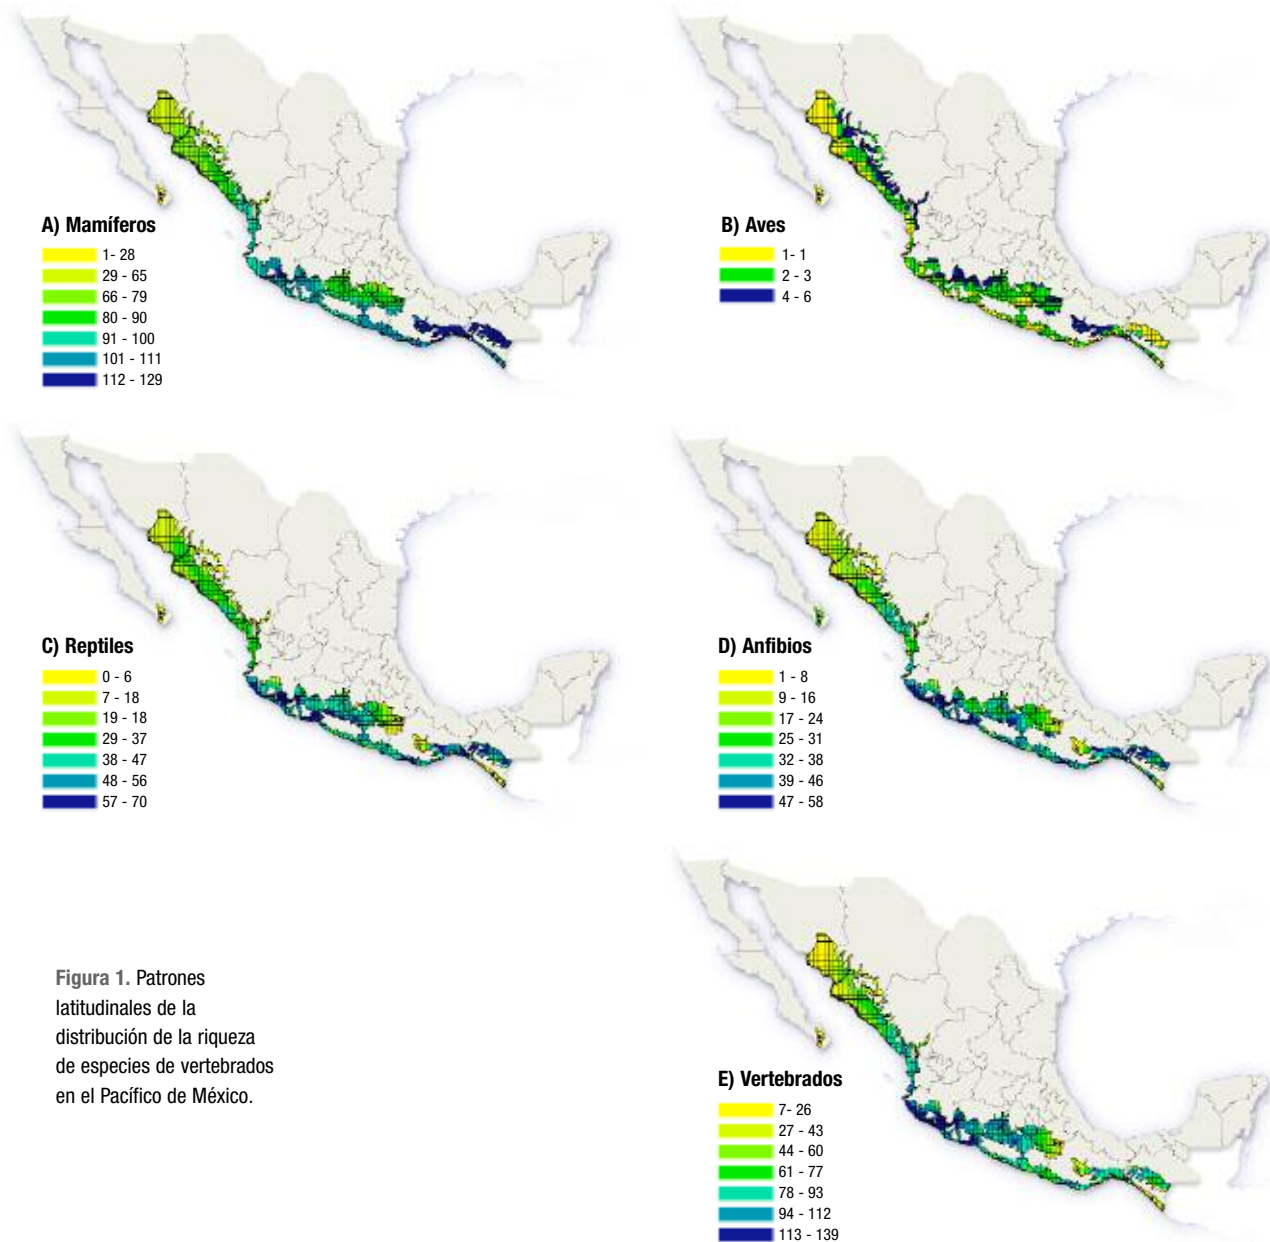 A) Mamíferos
1- 28
29 - 65
66 - 79
80 - 90
91 - 100
101 - 111
112 - 129
B) Aves
1- 1
2 - 3
4 - 6
C) Reptiles
0 - 6
7 - 18
19 - 18
29 - 37
38 - 47
48 - 56
57 - 70
D) Anfibios
1 - 8
9 - 16
17 - 24
25 - 31
32 - 38
39 - 46
47 - 58
Figura 1. Patrones
latitudinales de la
distribución de la riqueza
de especies de vertebrados
en el Pacífico de México.
E) Vertebrados
7- 26
27 - 43
44 - 60
61 - 77
78 - 93
94 - 112
113 - 139